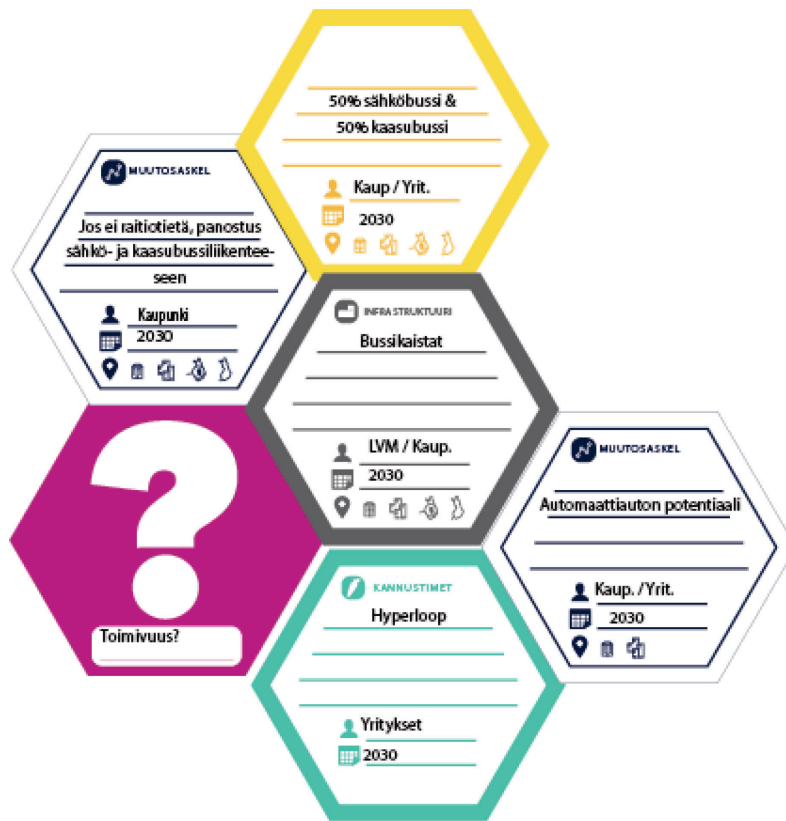 50% sähköbussi &
50% kaasubussi
Kaup / Yrit.
2030
MUUTOSASKEL
Jos ei raitiotietä, panostus
sähkö- ja kaasubussiliikentee-
seen
Kaupunki
2030
INFRASTRUKTUURI
Bussikaistat
LVM / Kaup.
2030
?
Toimivuus?
MUUTOSASKEL
Automaattiauton potentiaali
Kaup. /Yrit.
2030
KANNUSTIMET
Hyperloop
Yritykset
2030